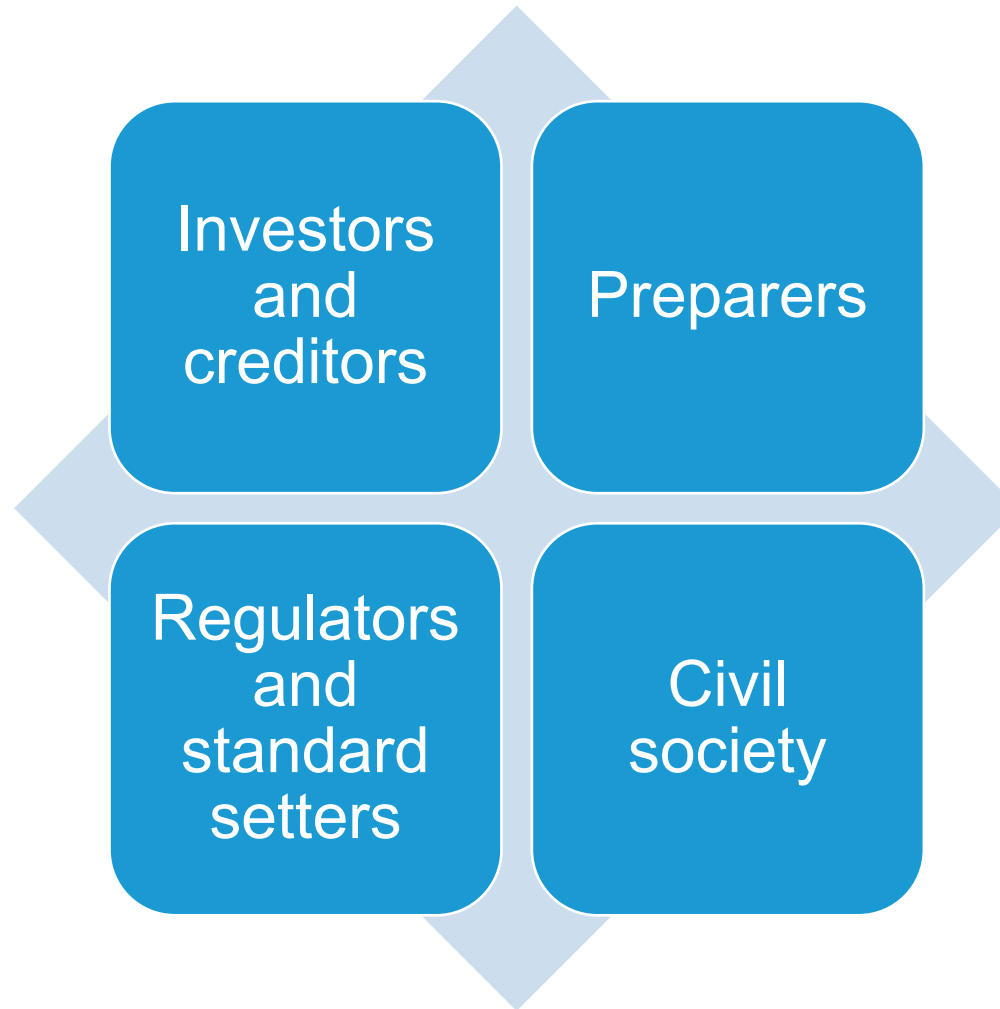 Investors
and
creditors
Preparers
Regulators
and
standard
setters
Civil
society